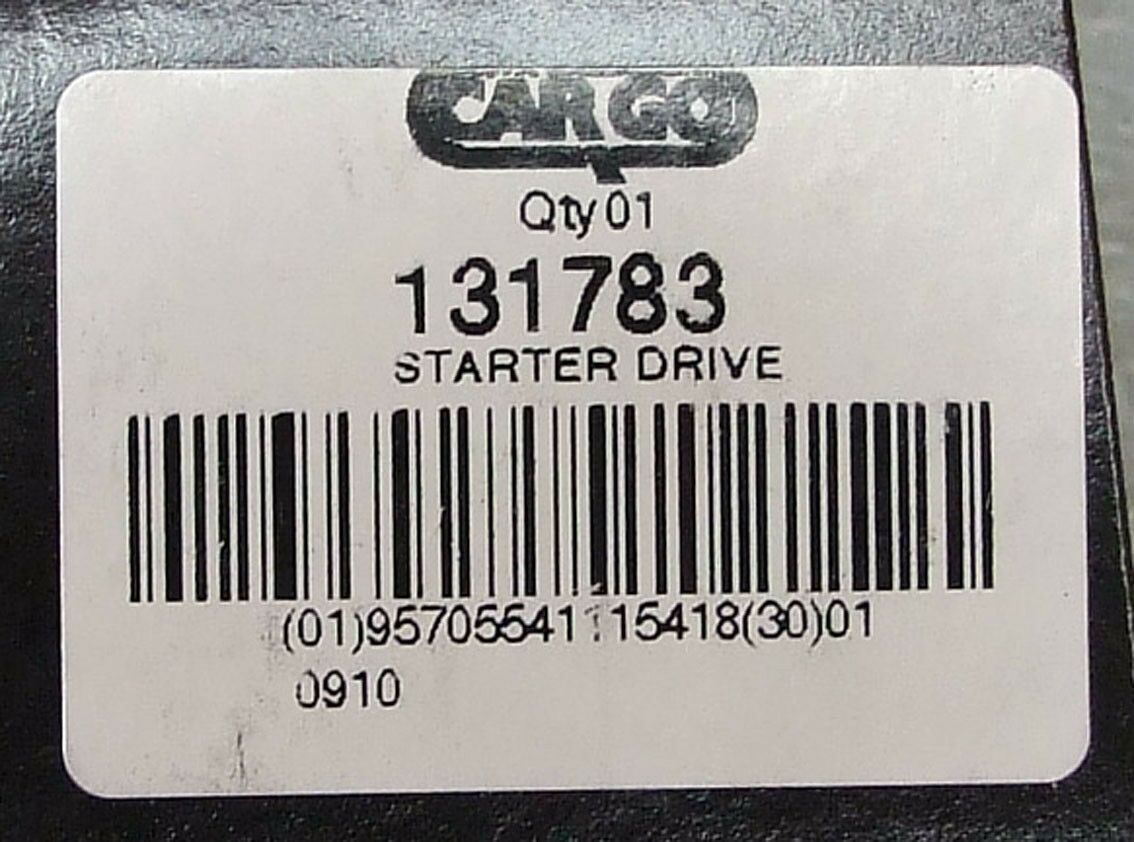 CARGO
Qty 01
131783
STARTER DRIVE
(01)95705541115418(30)01
0910